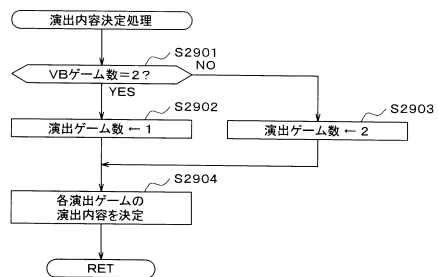 演出内容決定処理
S2901
VBゲーム数=2?
NO
YES
S2902
演出ゲーム数 ← 1
S2903
演出ゲーム数 ← 2
S2904
各演出ゲームの
演出内容を決定
RET